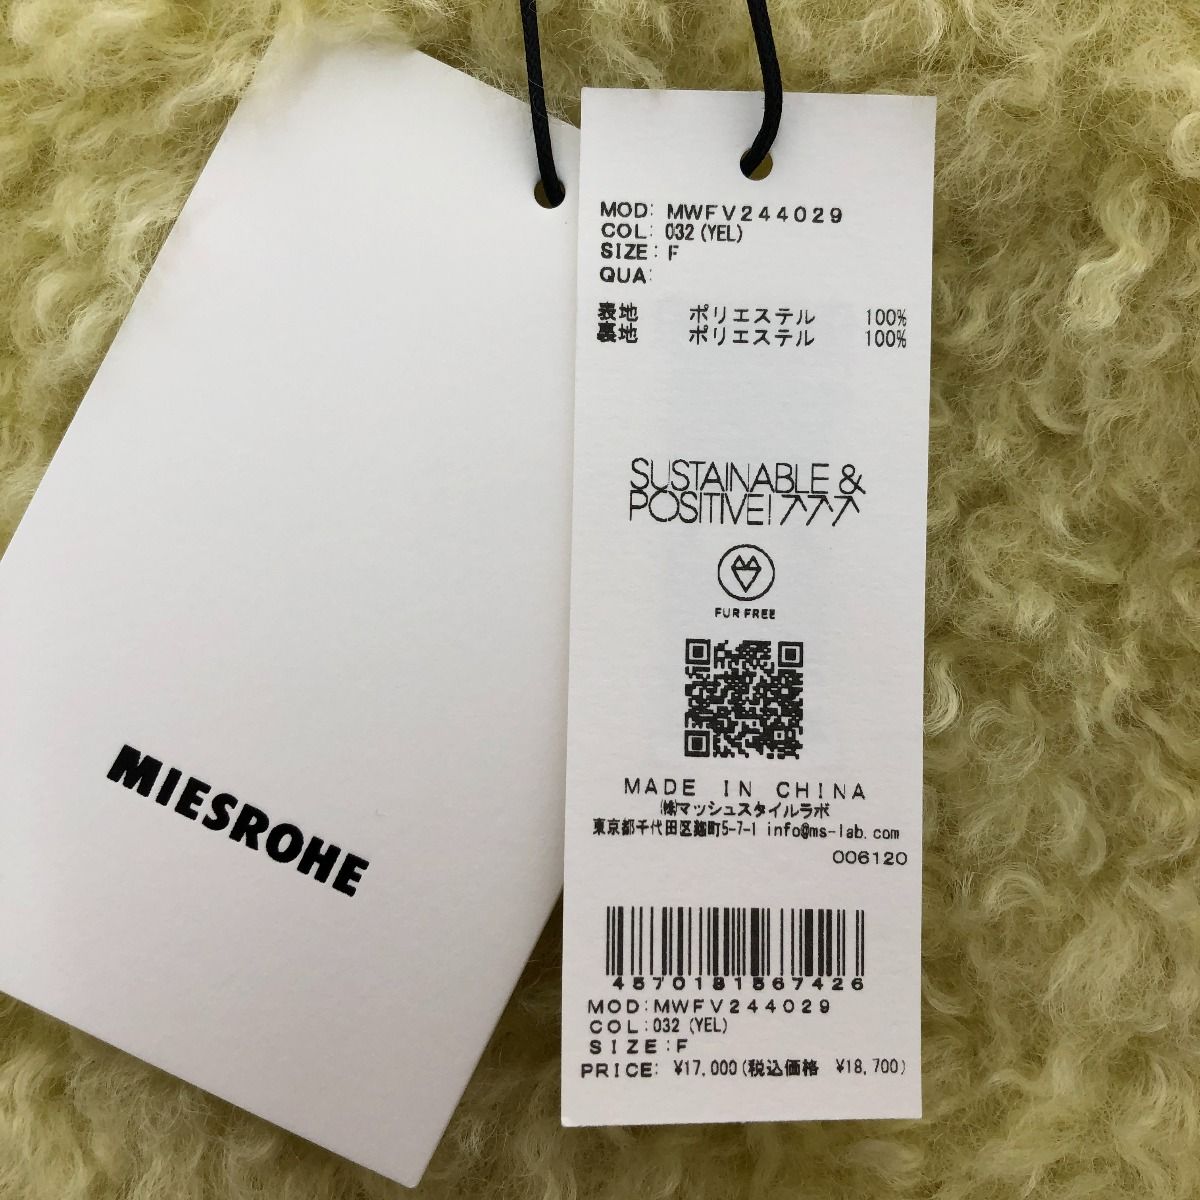 MIESROHE
MOD: MWFV244029
COL: 032 (YEL)
SIZE: F
QUA:
表地 ポリエステル 100%
裏地 ポリエステル 100%
SUSTAINABLE &
POSITIVE!
FUR FREE
MADE IN CHINA
㈱マッシュスタイルラボ
東京都千代田区麹町5-7-1 info@ms-lab.com
006120
4570181567426
MOD:MWFV244029
COL:032 (YEL)
SIZE:F
PRICE: ¥17,000(税込価格 ¥18,700)